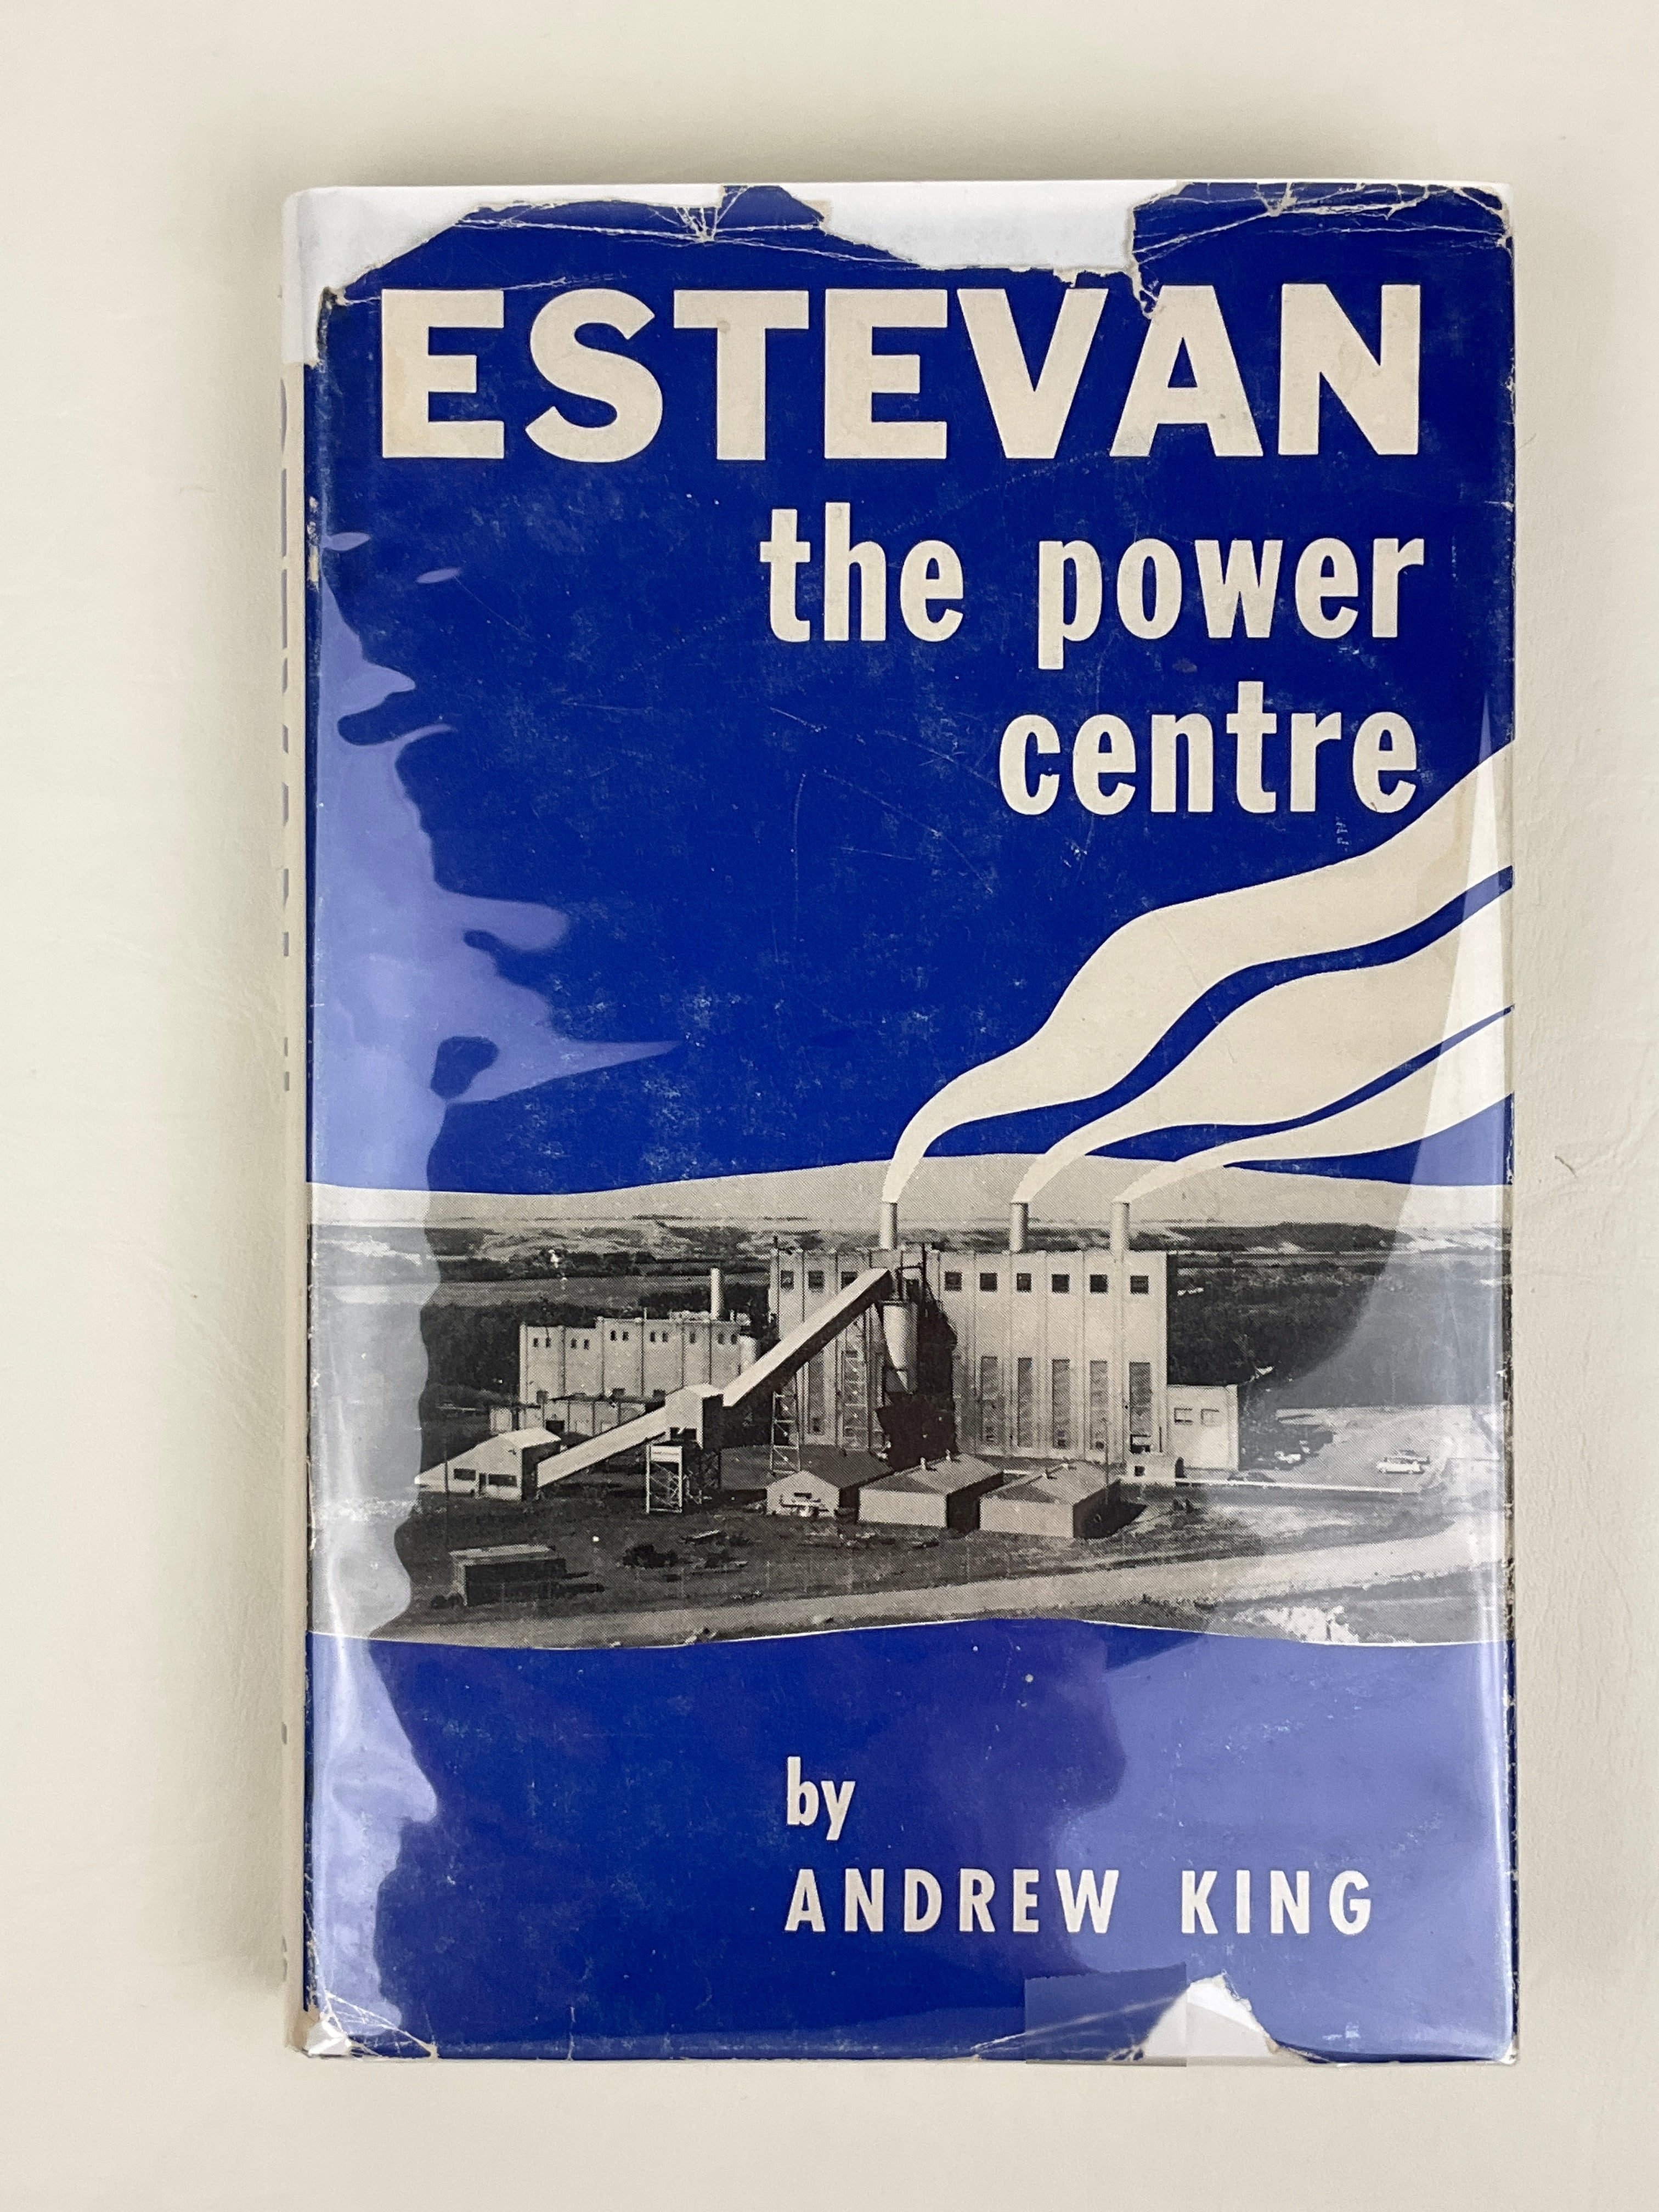 ESTEVAN
the power
centre
by
ANDREW KING